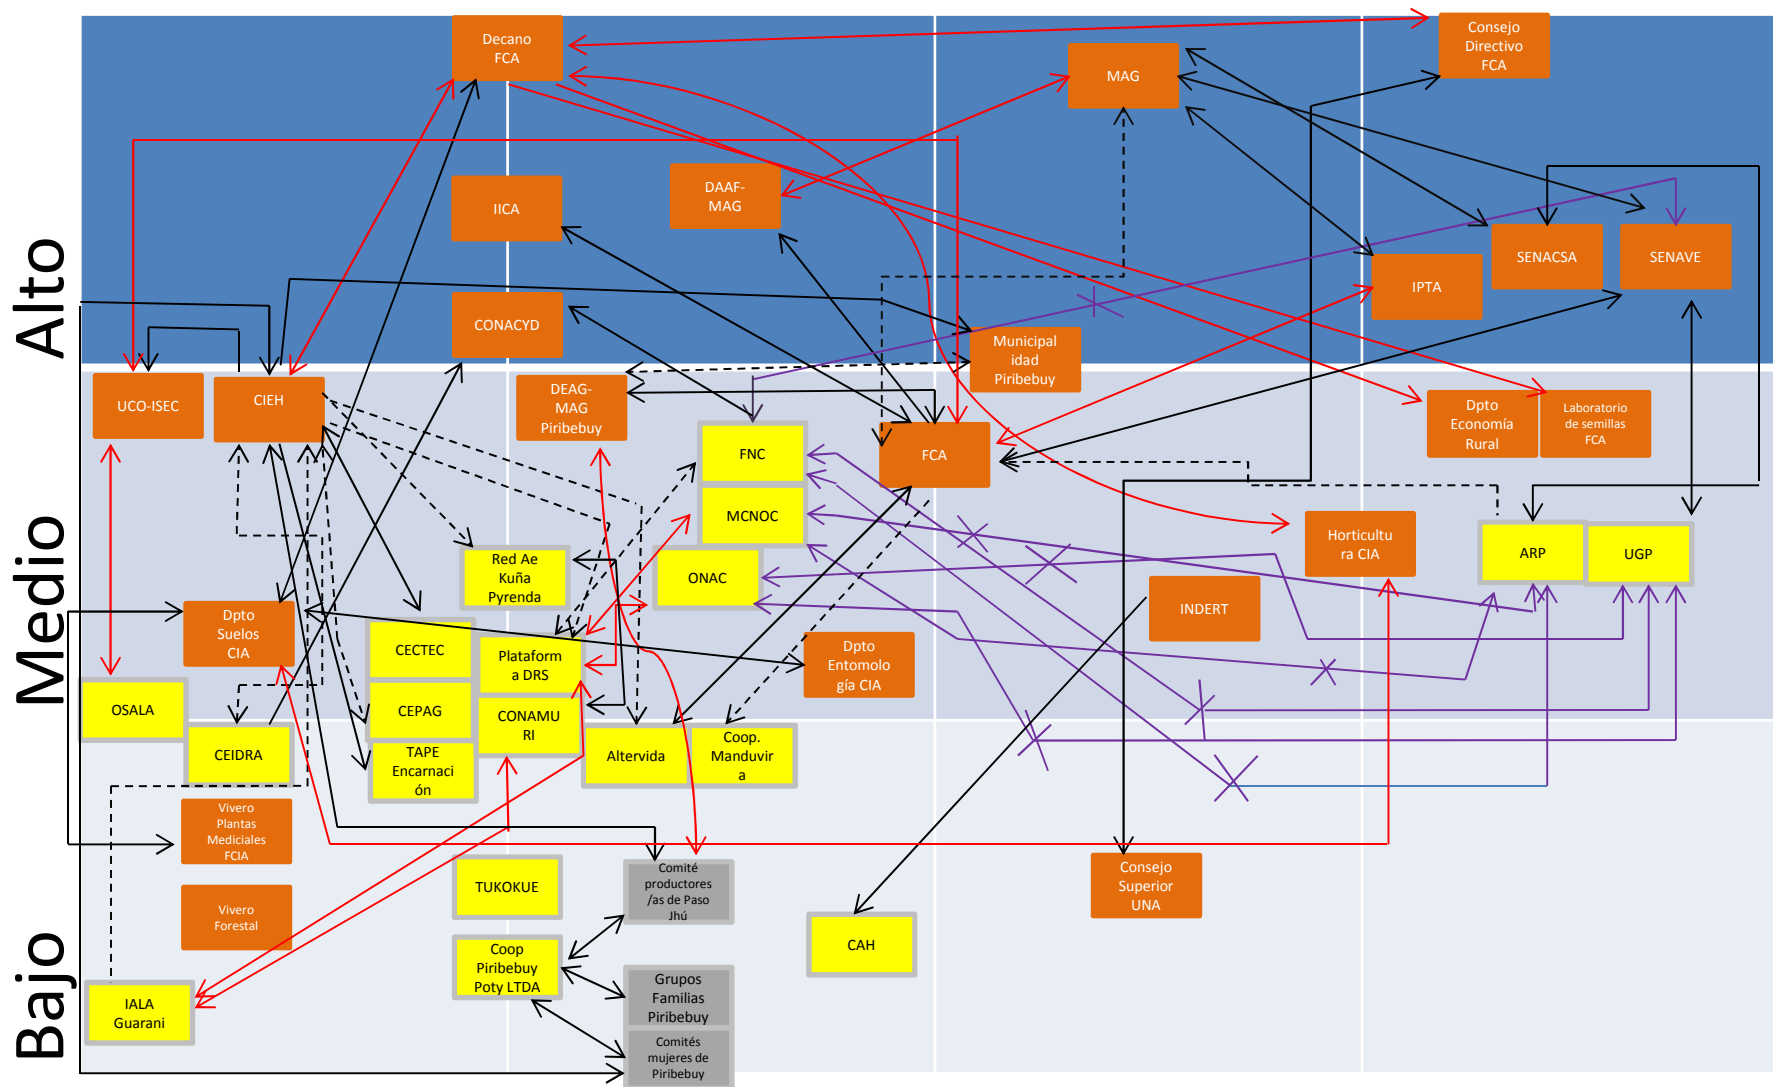 Alto
Medio
Bajo
Decano
FCA
MAG
Consejo
Directivo
FCA
IICA
DAAF-
MAG
SENACSA
SENAVE
IPTA
CONACYD
Municipal
idad
Piribebuy
UCO-ISEC
CIEH
DEAG-
MAG
Piribebuy
FNC
FCA
Dpto
Economía
Rural
Laboratorio
de semillas
FCA
MCNOC
Red Ae
Kuña
Pyrenda
ONAC
Horticultu
ra CIA
ARP
UGP
INDERT
Dpto
Suelos
CIA
CECTEC
Plataform
a DRS
Dpto
Entomolo
gía CIA
OSALA
CEPAG
CONAMU
RI
CEIDRA
TAPE
Encarnaci
ón
Altervida
Coop.
Manduvir
a
Vivero
Plantas
Mediciales
FCIA
TUKOKUE
Comité
productores
/as de Paso
Jhú
Consejo
Superior
UNA
Vivero
Forestal
CAH
Coop
Piribebuy
Poty LTDA
Grupos
Familias
Piribebuy
IALA
Guarani
Comités
mujeres de
Piribebuy